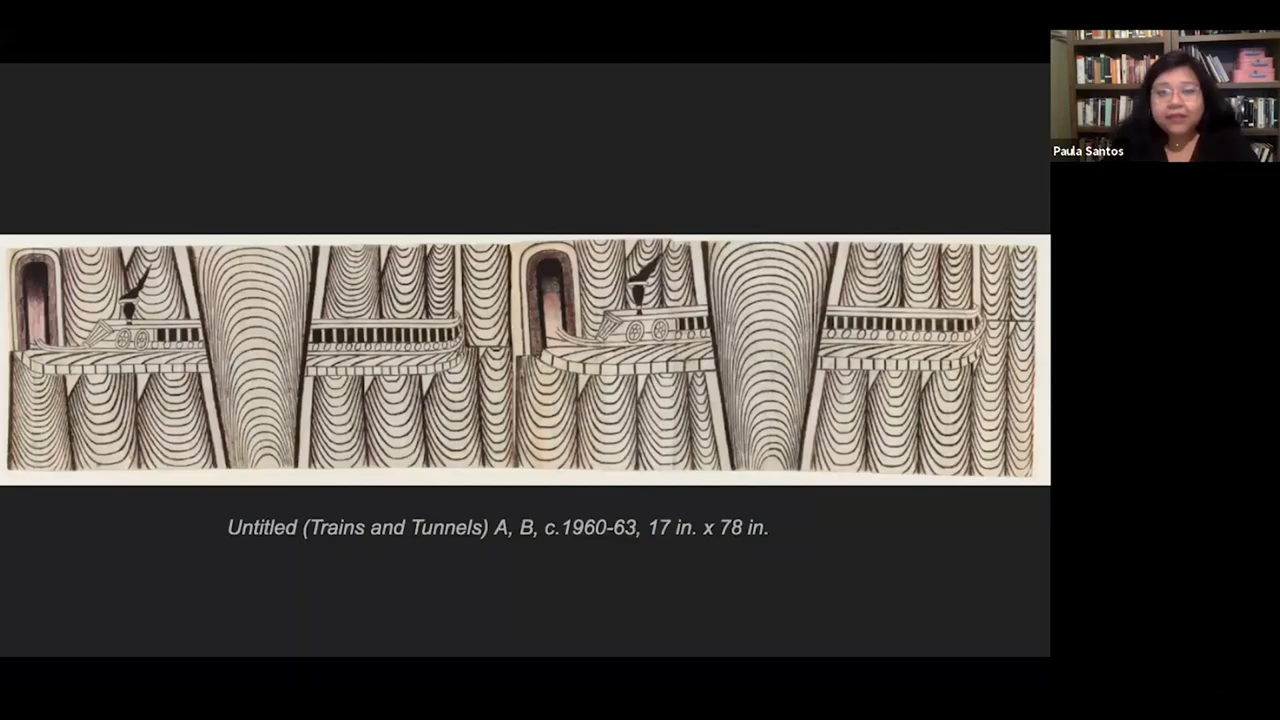 Paula Santos
Untitled (Trains and Tunnels) A, B, c.1960-63, 17 in. x 78 in.